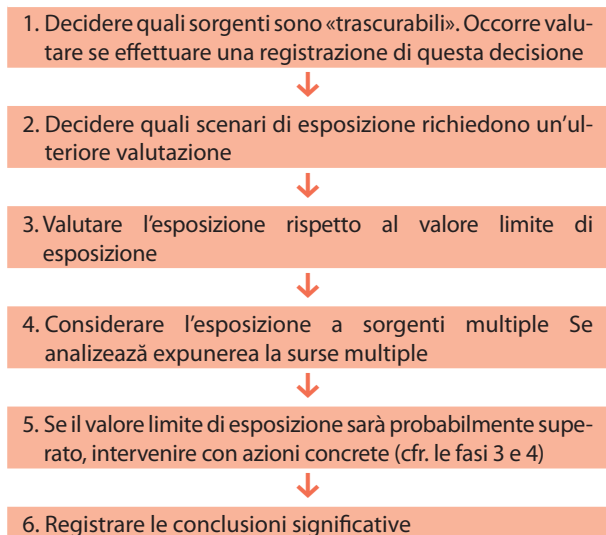 1. Decidere quali sorgenti sono «trascurabili». Occorre valu-
tare se effettuare una registrazione di questa decisione
2. Decidere quali scenari di esposizione richiedono un'ul-
teriore valutazione
3. Valutare l'esposizione rispetto al valore limite di
esposizione
4. Considerare l'esposizione a sorgenti multiple Se
analizează expunerea la surse multiple
5. Se il valore limite di esposizione sarà probabilmente supe-
rato, intervenire con azioni concrete (cfr. le fasi 3 e 4)
6. Registrare le conclusioni significative